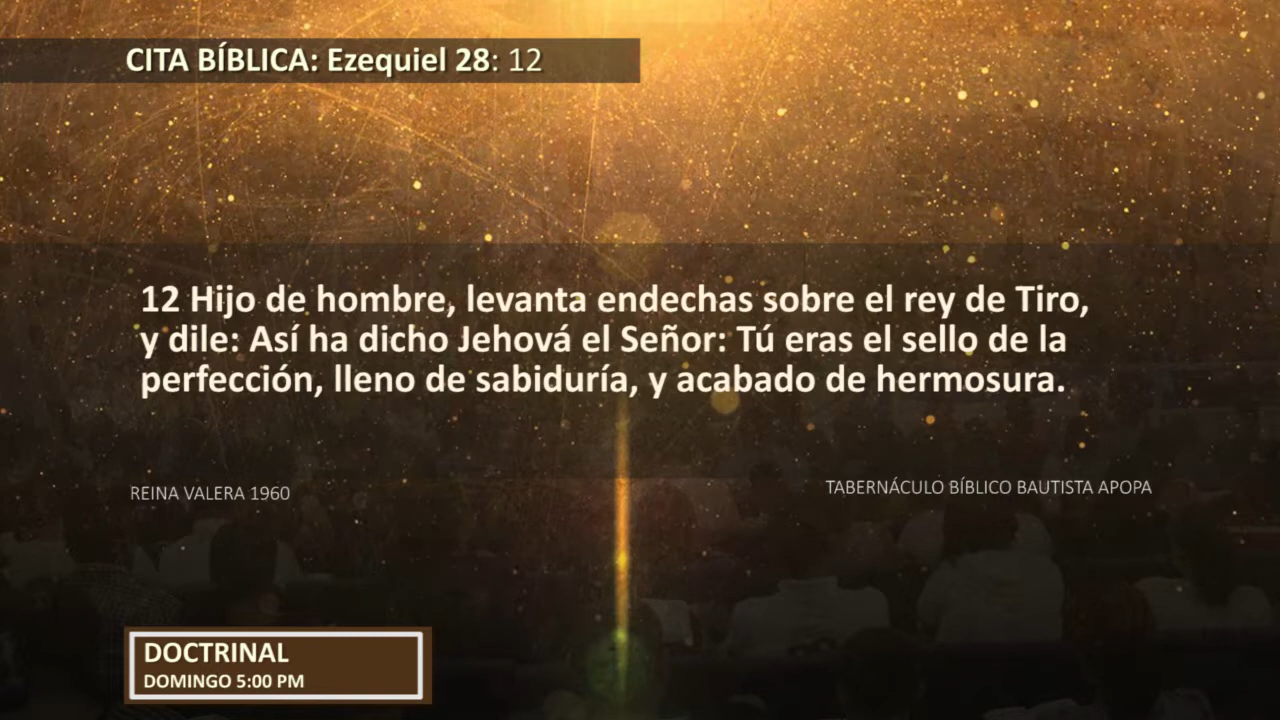 CITA BÍBLICA: Ezequiel 28: 12
12 Hijo de hombre, levanta endechas sobre el rey de Tiro,
y dile: Así ha dicho Jehová el Señor: Tú eras el sello de la
perfección, lleno de sabiduría, y acabado de hermosura.
REINA VALERA 1960
TABERNÁCULO BÍBLICO BAUTISTA APOPA
DOCTRINAL
DOMINGO 5:00 PM